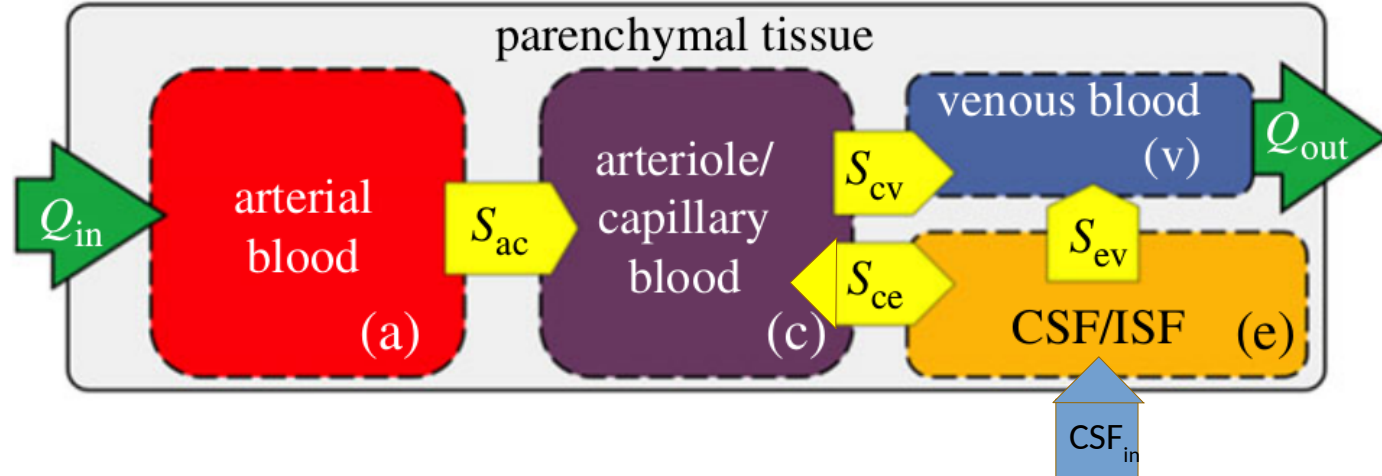 parenchymal tissue
Q_in
arterial
blood
(a)
S_ac
arteriole/
capillary
blood
(c)
S_cv
S_ce
venous blood
(v)
Q_out
S_ev
CSF/ISF (e)
CSF_in